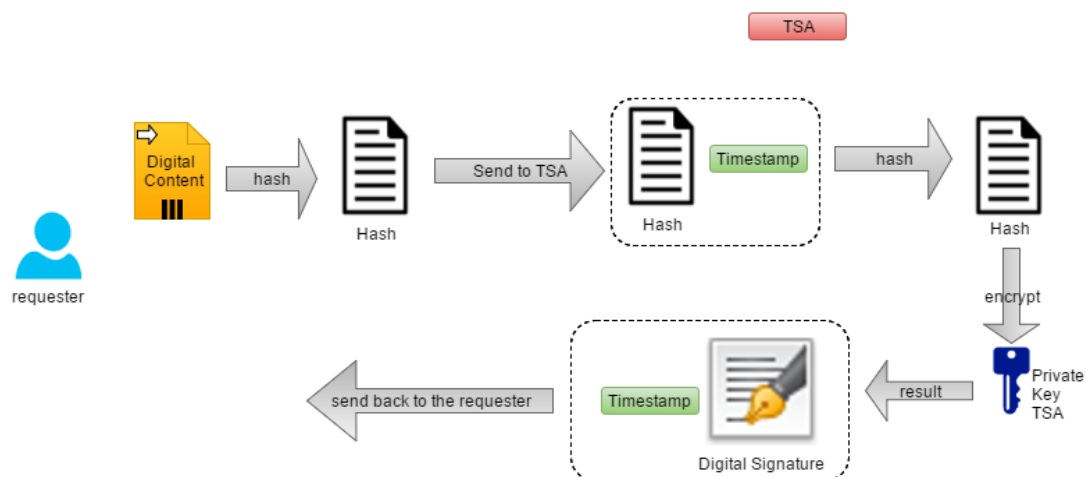 TSA
Digital
Content
hash
Hash
Send to TSA
Hash
Timestamp
hash
Hash
requester
encrypt
Private
Key
TSA
result
Timestamp
Digital Signature
send back to the requester